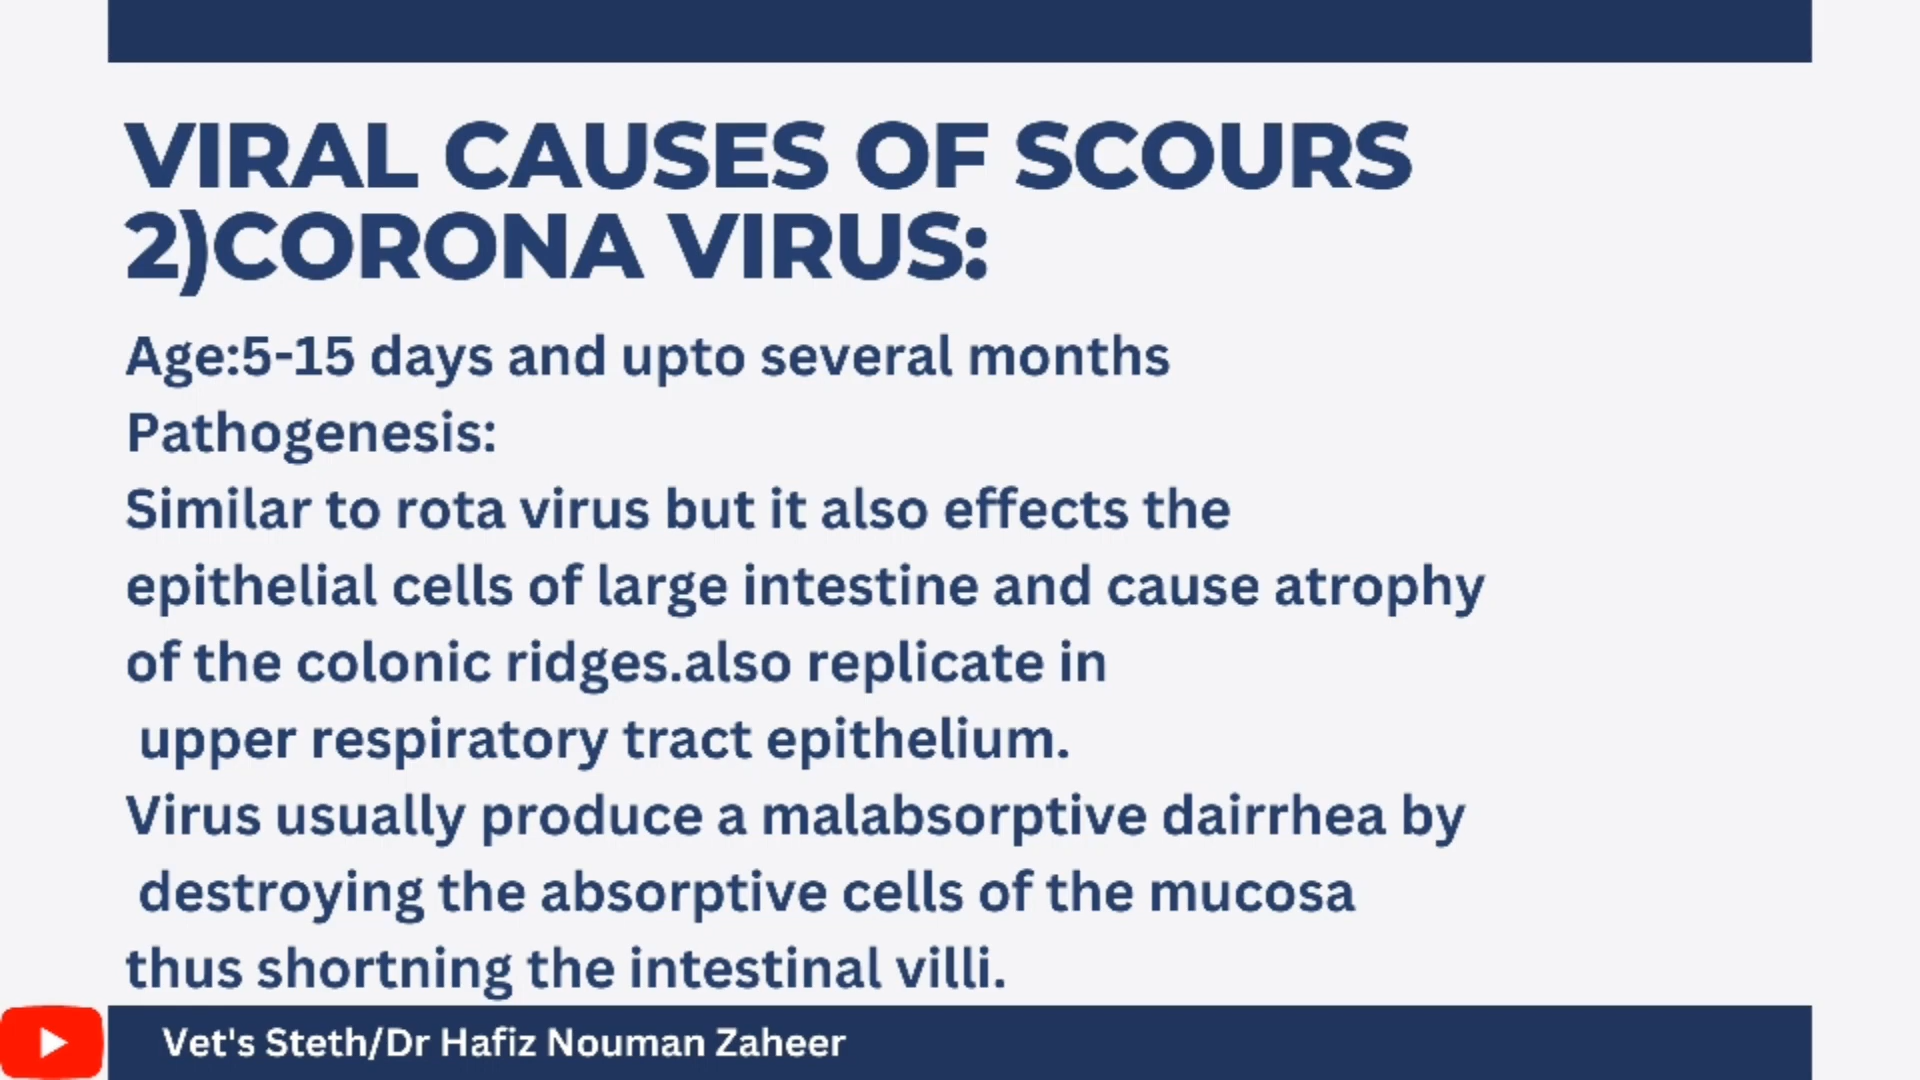 VIRAL CAUSES OF SCOURS
2)CORONA VIRUS:
Age:5-15 days and upto several months
Pathogenesis:
Similar to rota virus but it also effects the
epithelial cells of large intestine and cause atrophy
of the colonic ridges.also replicate in
upper respiratory tract epithelium.
Virus usually produce a malabsorptive dairrhea by
destroying the absorptive cells of the mucosa
thus shortning the intestinal villi.
Vet's Steth/Dr Hafiz Nouman Zaheer